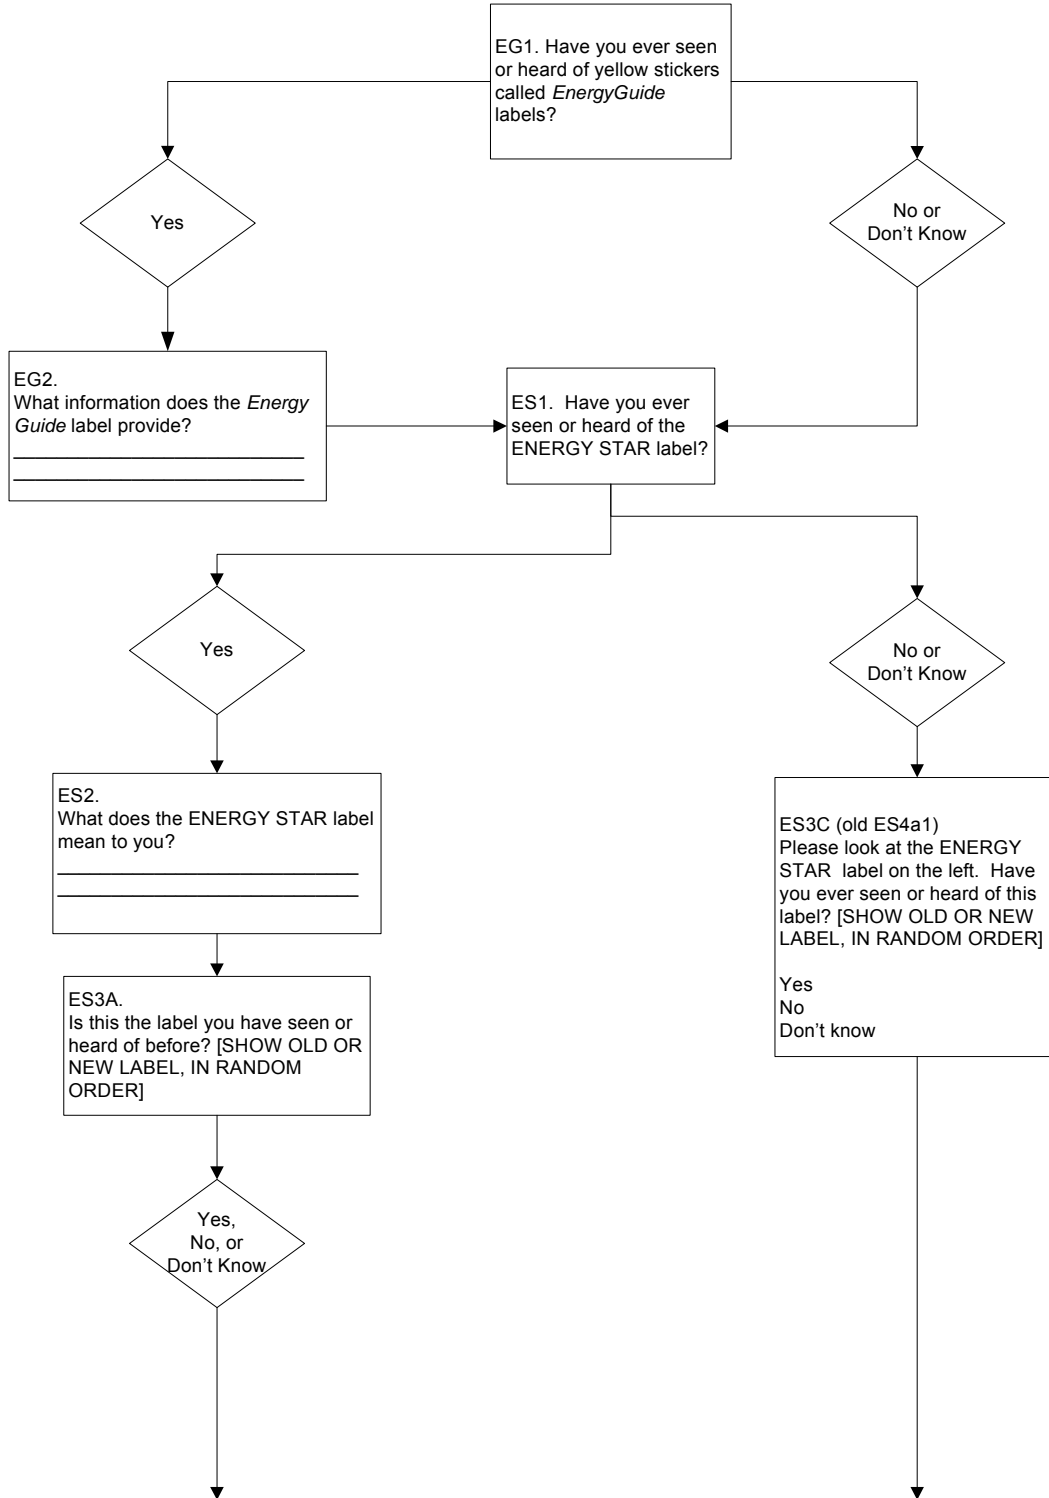 EG1. Have you ever seen
or heard of yellow stickers
called EnergyGuide
labels?
Yes
No or
Don't Know
EG2.
What information does the Energy
Guide label provide?
ES1.  Have you ever
seen or heard of the
ENERGY STAR label?
Yes
No or
Don't Know
ES2.
What does the ENERGY STAR label
mean to you?
ES3C (old ES4a1)
Please look at the ENERGY
STAR  label on the left.  Have
you ever seen or heard of this
label? [SHOW OLD OR NEW
LABEL, IN RANDOM ORDER]
Yes
No
Don't know
ES3A.
Is this the label you have seen or
heard of before? [SHOW OLD OR
NEW LABEL, IN RANDOM
ORDER]
Yes,
No, or
Don't Know